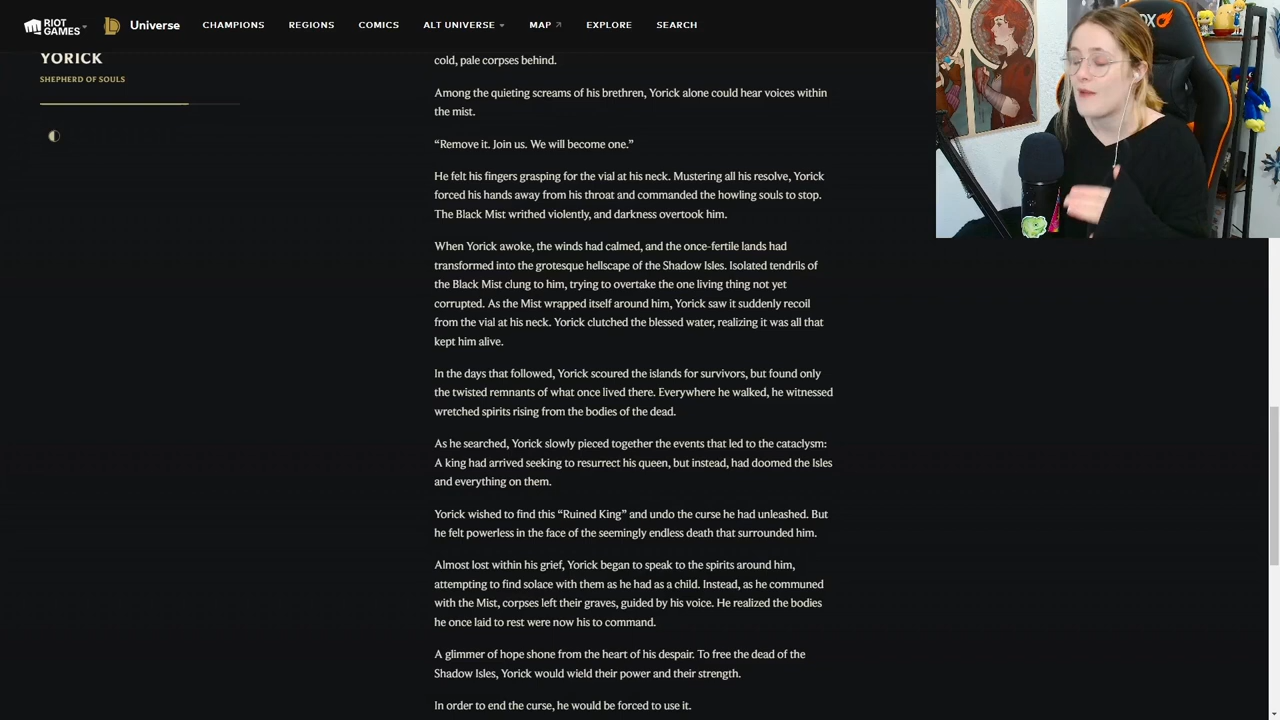 RIOT GAMES
Universe
CHAMPIONS
REGIONS
COMICS
ALT UNIVERSE
MAP
EXPLORE
SEARCH
YORICK
SHEPHERD OF SOULS
cold, pale corpses behind.
Among the quieting screams of his brethren, Yorick alone could hear voices within
the mist.
“Remove it. Join us. We will become one.”
He felt his fingers grasping for the vial at his neck. Mustering all his resolve, Yorick
forced his hands away from his throat and commanded the howling souls to stop.
The Black Mist writhed violently, and darkness overtook him.
When Yorick awoke, the winds had calmed, and the once-fertile lands had
transformed into the grotesque hellscape of the Shadow Isles. Isolated tendrils of
the Black Mist clung to him, trying to overtake the one living thing not yet
corrupted. As the Mist wrapped itself around him, Yorick saw it suddenly recoil
from the vial at his neck. Yorick clutched the blessed water, realizing it was all that
kept him alive.
In the days that followed, Yorick scoured the islands for survivors, but found only
the twisted remnants of what once lived there. Everywhere he walked, he witnessed
wretched spirits rising from the bodies of the dead.
As he searched, Yorick slowly pieced together the events that led to the cataclysm:
A king had arrived seeking to resurrect his queen, but instead, had doomed the Isles
and everything on them.
Yorick wished to find this “Ruined King” and undo the curse he had unleashed. But
he felt powerless in the face of the seemingly endless death that surrounded him.
Almost lost within his grief, Yorick began to speak to the spirits around him,
attempting to find solace with them as he had as a child. Instead, as he communed
with the Mist, corpses left their graves, guided by his voice. He realized the bodies
he once laid to rest were now his to command.
A glimmer of hope shone from the heart of his despair. To free the dead of the
Shadow Isles, Yorick would wield their power and their strength.
In order to end the curse, he would be forced to use it.